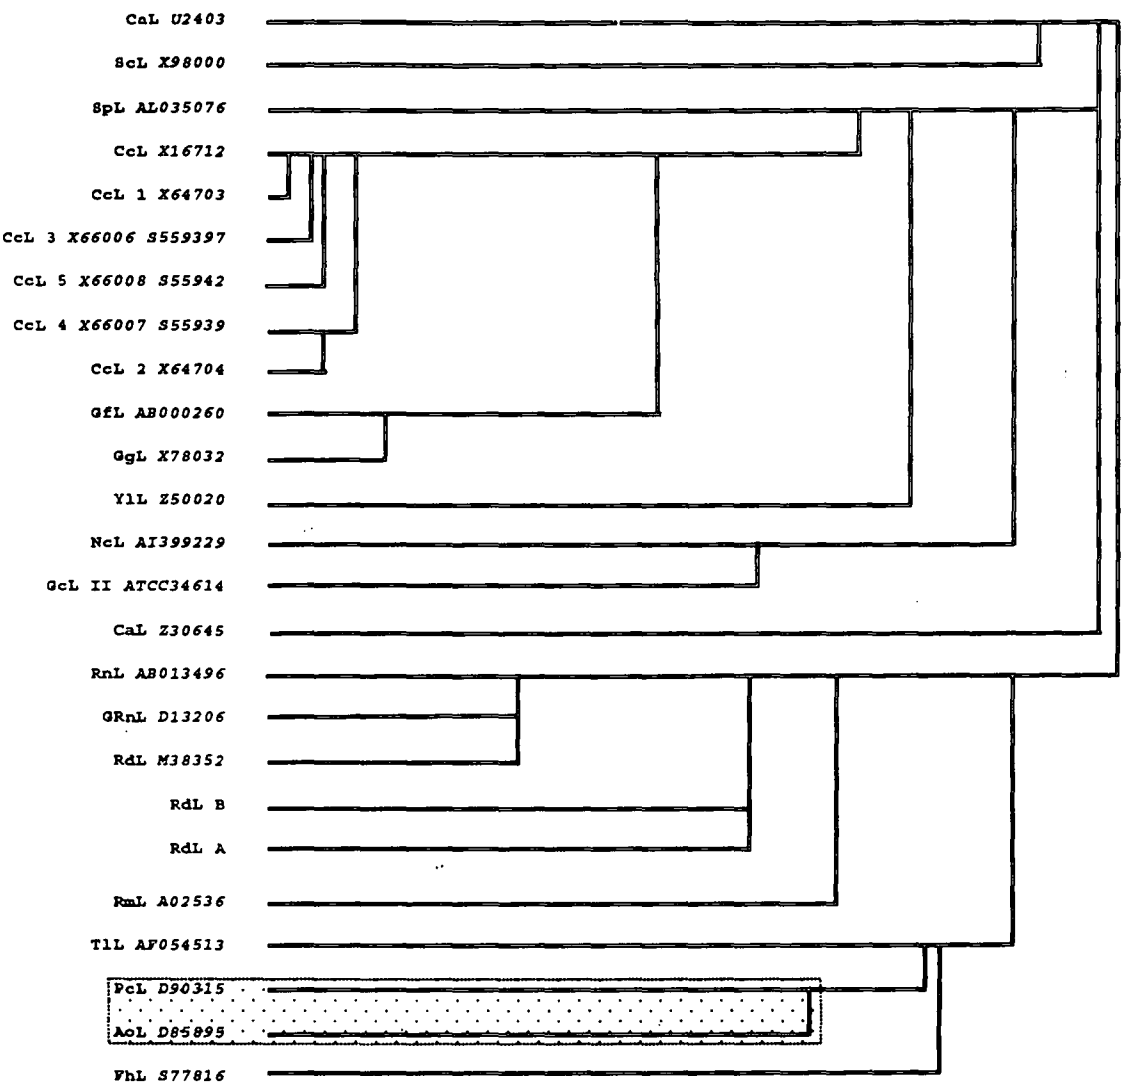 CaL U2403
ScL X98000
SpL AL035076
CcL X16712
CcL 1 X64703
CcL 3 X66006 S559397
CcL 5 X66008 S55942
CcL 4 X66007 S55939
CcL 2 X64704
GfL AB000260
GgL X78032
YlL Z50020
NcL AI399229
GcL II ATCC34614
CaL Z30645
RnL AB013496
GRnL D13206
RdL M38352
RdL B
RdL A
RmL A02536
TlL AF054513
PcL D90315
AoL D85895
FhL S77816